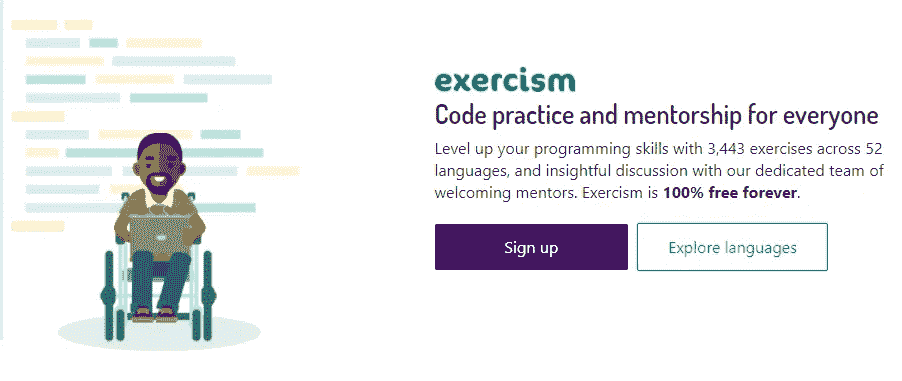 exercism
Code practice and mentorship for everyone
Level up your programming skills with 3,443 exercises across 52
languages, and insightful discussion with our dedicated team of
welcoming mentors. Exercism is 100% free forever.
Sign up
Explore languages